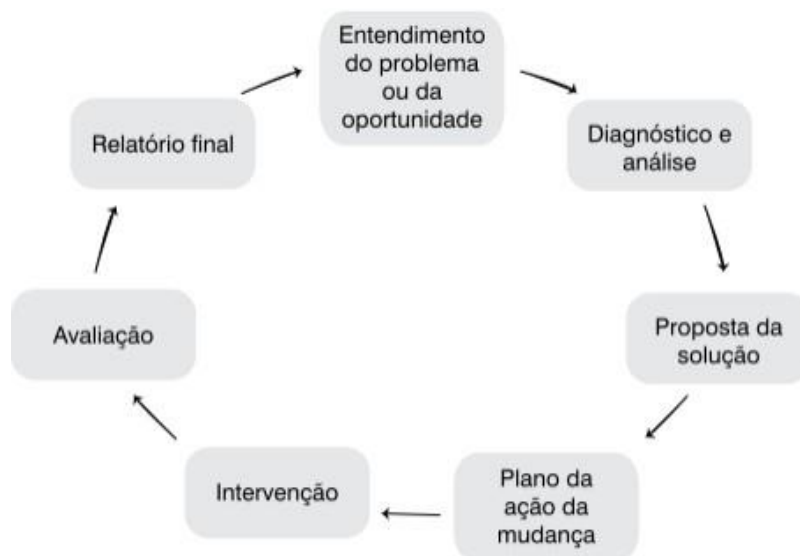 Entendimento
do problema
ou da
oportunidade
Diagnóstico e
análise
Proposta da
solução
Plano da
ação da
mudança
Intervenção
Avaliação
Relatório final